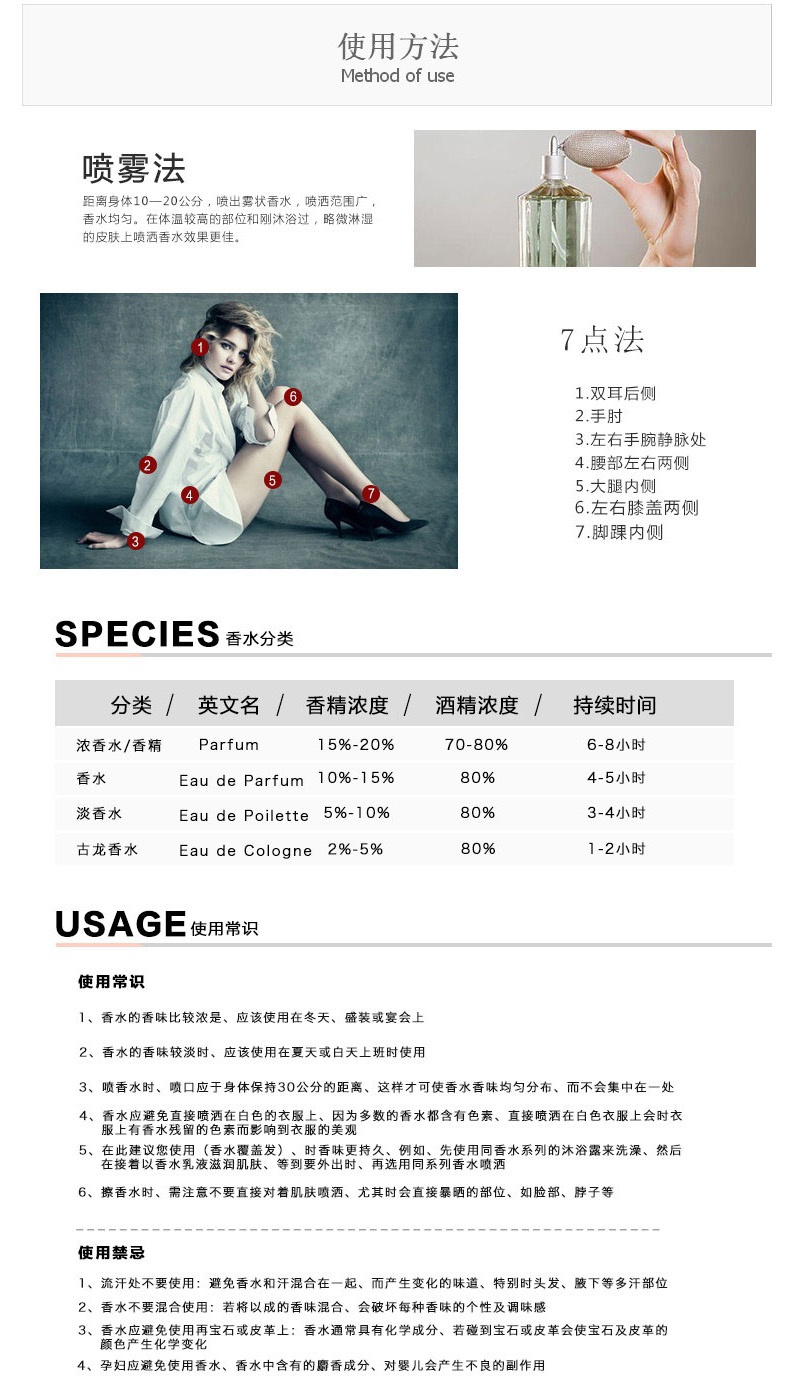 使用方法
Method of use
喷雾法
距离身体10—20公分，喷出雾状香水，喷洒范围广，
香水均匀。在体温较高的部位和刚沐浴过，略微淋湿
的皮肤上喷洒香水效果更佳。
7点法
1
2
3
4
5
6
7
1.双耳后侧
2.手肘
3.左右手腕静脉处
4.腰部左右两侧
5.大腿内侧
6.左右膝盖两侧
7.脚踝内侧
SPECIES 香水分类
分类 / 英文名 / 香精浓度 / 酒精浓度 / 持续时间
浓香水/香精 Parfum 15%-20% 70-80% 6-8小时
香水 Eau de Parfum 10%-15% 80% 4-5小时
淡香水 Eau de Poilette 5%-10% 80% 3-4小时
古龙香水 Eau de Cologne 2%-5% 80% 1-2小时
USAGE 使用常识
使用常识
1、香水的香味比较浓是、应该使用在冬天、盛装或宴会上
2、香水的香味较淡时、应该使用在夏天或白天上班时使用
3、喷香水时、喷口应于身体保持30公分的距离、这样才可使香水香味均匀分布、而不会集中在一处
4、香水应避免直接喷洒在白色的衣服上、因为多数的香水都含有色素、直接喷洒在白色衣服上会时衣
服上有香水残留的色素而影响到衣服的美观
5、在此建议您使用（香水覆盖发）、时香味更持久、例如、先使用同香水系列的沐浴露来洗澡、然后
在接着以香水乳液滋润肌肤、等到要外出时、再选用同系列香水喷洒
6、擦香水时、需注意不要直接对着肌肤喷洒、尤其时会直接暴晒的部位、如脸部、脖子等
使用禁忌
1、流汗处不要使用：避免香水和汗混合在一起、而产生变化的味道、特别时头发、腋下等多汗部位
2、香水不要混合使用：若将以成的香味混合、会破坏每种香味的个性及调味感
3、香水应避免使用再宝石或皮革上：香水通常具有化学成分、若碰到宝石或皮革会使宝石及皮革的
颜色产生化学变化
4、孕妇应避免使用香水、香水中含有的麝香成分、对婴儿会产生不良的副作用